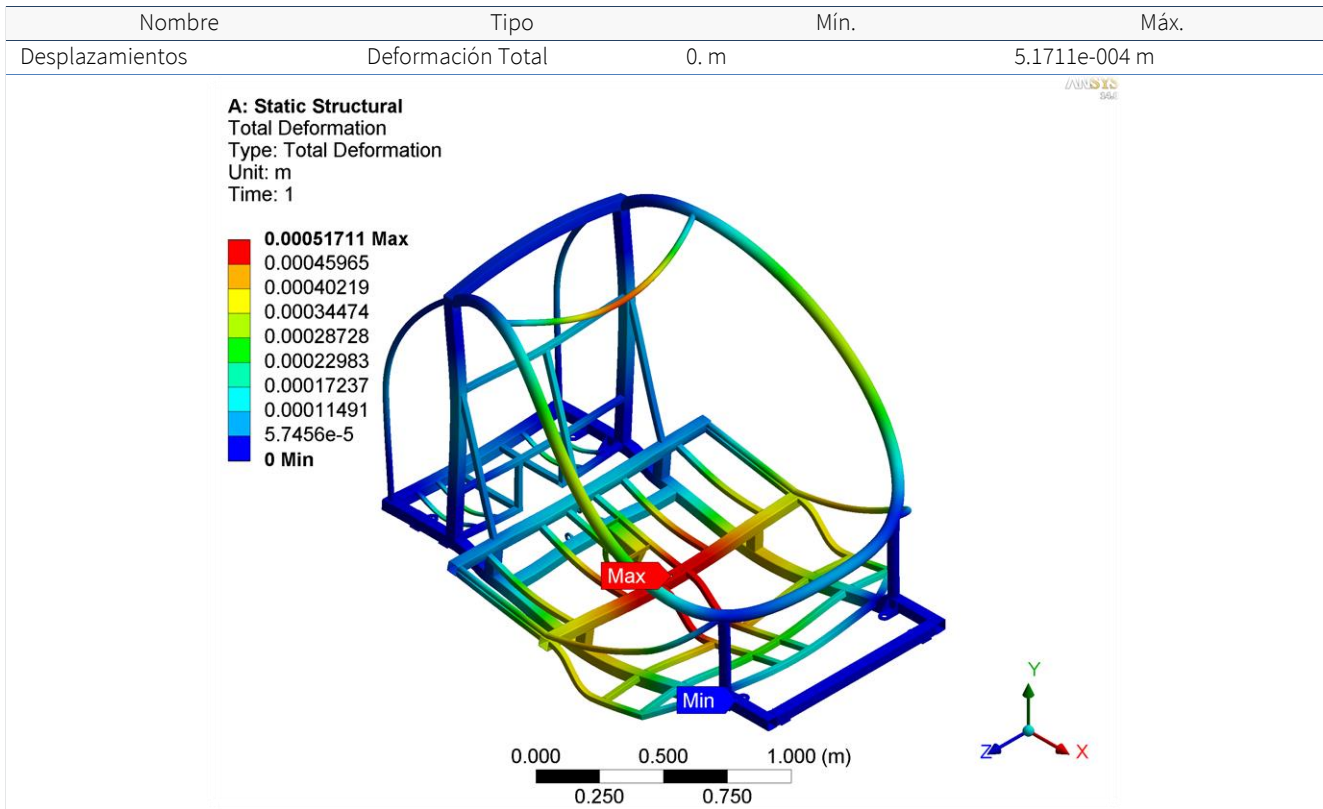 Nombre Tipo Mín. Máx.
Desplazamientos Deformación Total 0. m 5.1711e-004 m
ANSYS
A: Static Structural
Total Deformation
Type: Total Deformation
Unit: m
Time: 1
0.00051711 Max
0.00045965
0.00040219
0.00034474
0.00028728
0.00022983
0.00017237
0.00011491
5.7456e-5
0 Min
Max
Min
Y
Z X
0.000 0.500 1.000 (m)
0.250 0.750